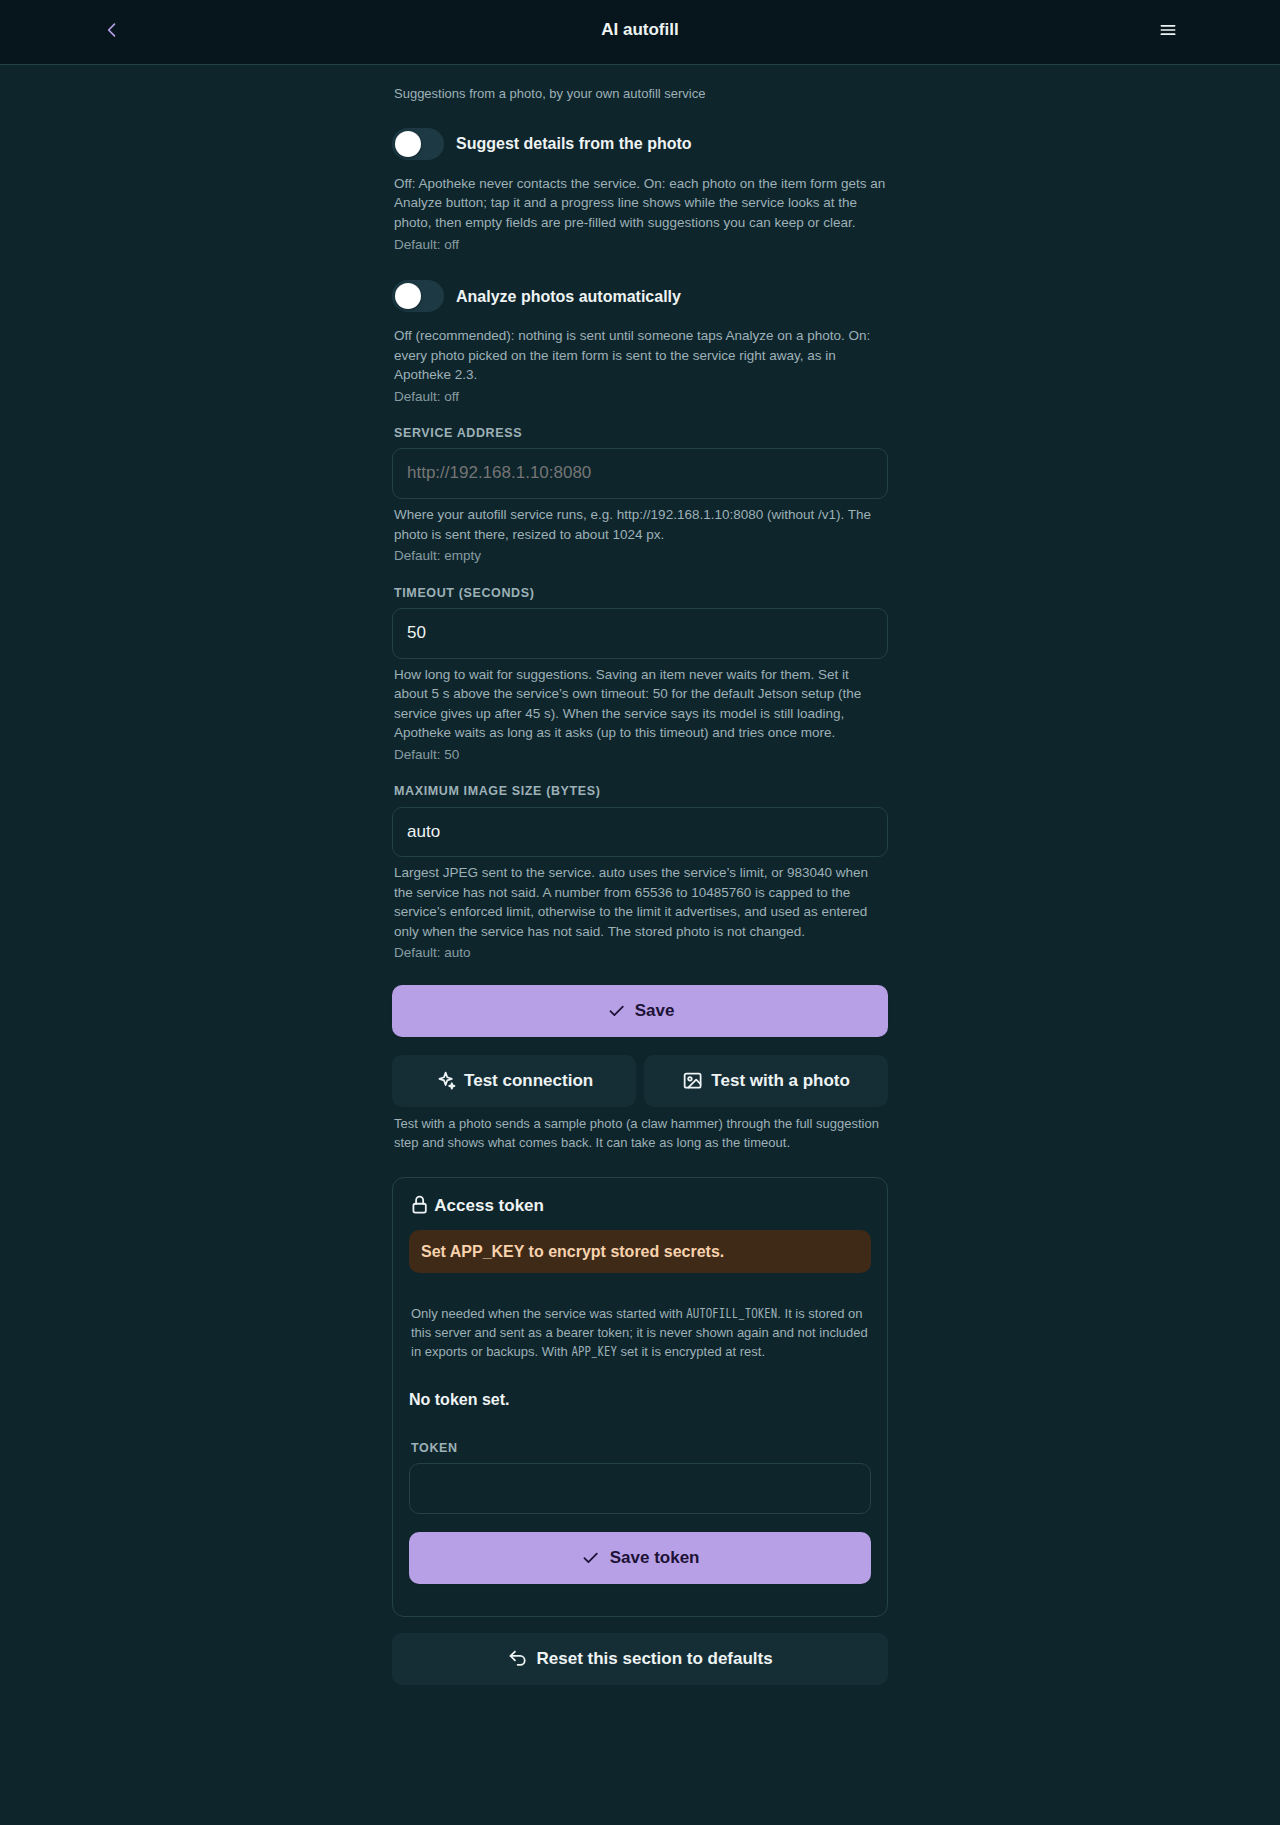 AI autofill
Suggestions from a photo, by your own autofill service
Suggest details from the photo
Off: Apotheke never contacts the service. On: each photo on the item form gets an
Analyze button; tap it and a progress line shows while the service looks at the
photo, then empty fields are pre-filled with suggestions you can keep or clear.
Default: off
Analyze photos automatically
Off (recommended): nothing is sent until someone taps Analyze on a photo. On:
every photo picked on the item form is sent to the service right away, as in
Apotheke 2.3.
Default: off
SERVICE ADDRESS
http://192.168.1.10:8080
Where your autofill service runs, e.g. http://192.168.1.10:8080 (without /v1). The
photo is sent there, resized to about 1024 px.
Default: empty
TIMEOUT (SECONDS)
50
How long to wait for suggestions. Saving an item never waits for them. Set it
about 5 s above the service’s own timeout: 50 for the default Jetson setup (the
service gives up after 45 s). When the service says its model is still loading,
Apotheke waits as long as it asks (up to this timeout) and tries once more.
Default: 50
MAXIMUM IMAGE SIZE (BYTES)
auto
Largest JPEG sent to the service. auto uses the service’s limit, or 983040 when
the service has not said. A number from 65536 to 10485760 is capped to the
service’s enforced limit, otherwise to the limit it advertises, and used as entered
only when the service has not said. The stored photo is not changed.
Default: auto
Save
Test connection
Test with a photo
Test with a photo sends a sample photo (a claw hammer) through the full suggestion
step and shows what comes back. It can take as long as the timeout.
Access token
Set APP_KEY to encrypt stored secrets.
Only needed when the service was started with AUTOFILL_TOKEN. It is stored on
this server and sent as a bearer token; it is never shown again and not included
in exports or backups. With APP_KEY set it is encrypted at rest.
No token set.
TOKEN
Save token
Reset this section to defaults